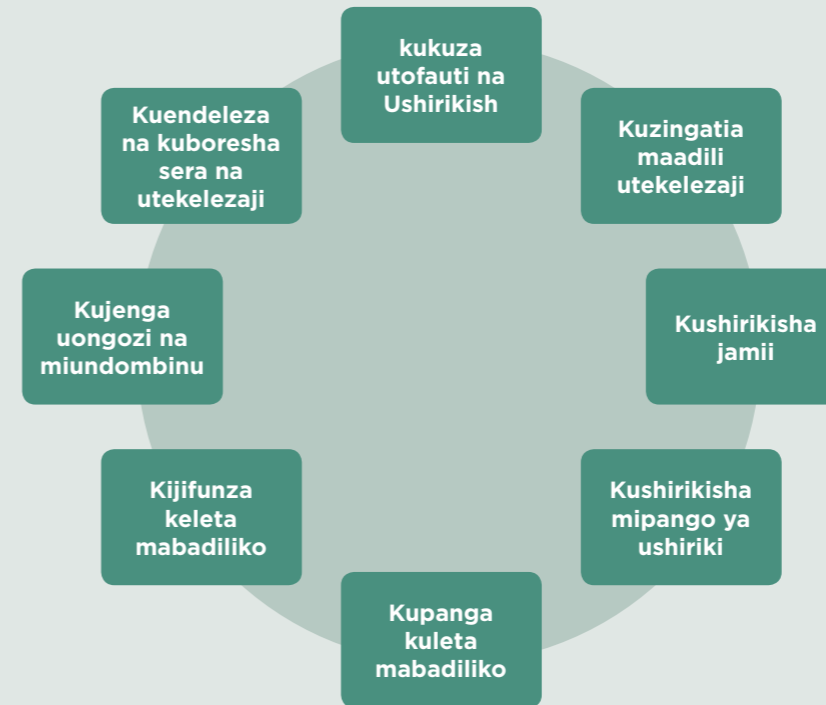 kukuza
utofauti na
Ushirikish
Kuzingatia
maadili
utekelezaji
Kushirikisha
jamii
Kushirikisha
mipango ya
ushiriki
Kupanga
kuleta
mabadiliko
Kijifunza
keleta
mabadiliko
Kujenga
uongozi na
miundombinu
Kuendeleza
na kuboresha
sera na
utekelezaji